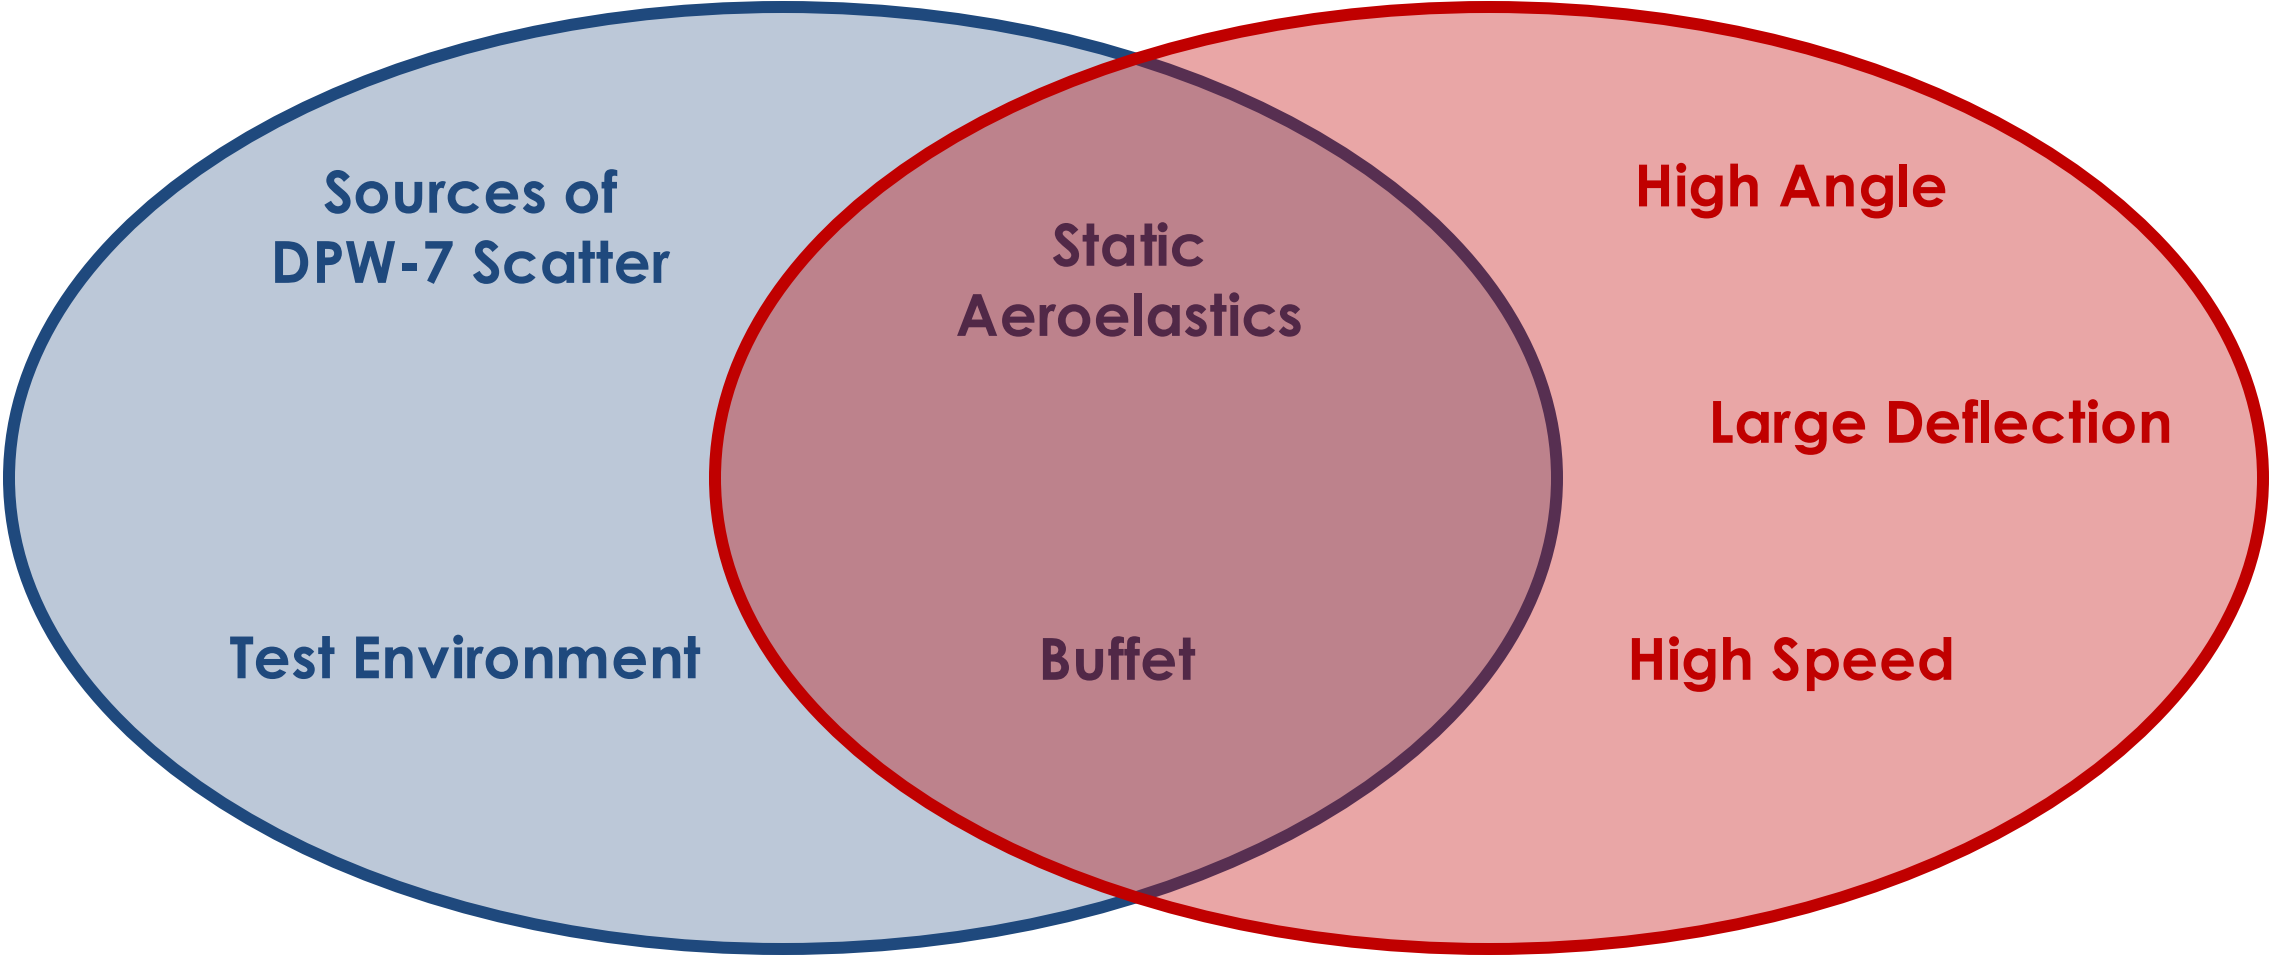 Sources of
DPW-7 Scatter
Test Environment
Static
Aeroelastics
Buffet
High Angle
Large Deflection
High Speed